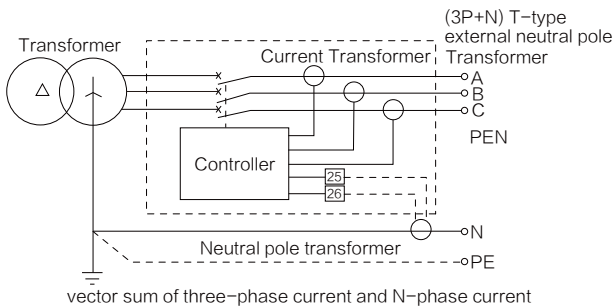 (3P+N) T-type
external neutral pole
Transformer
Transformer
Current Transformer
A
B
C
PEN
Controller
25
26
N
Neutral pole transformer
PE
vector sum of three-phase current and N-phase current